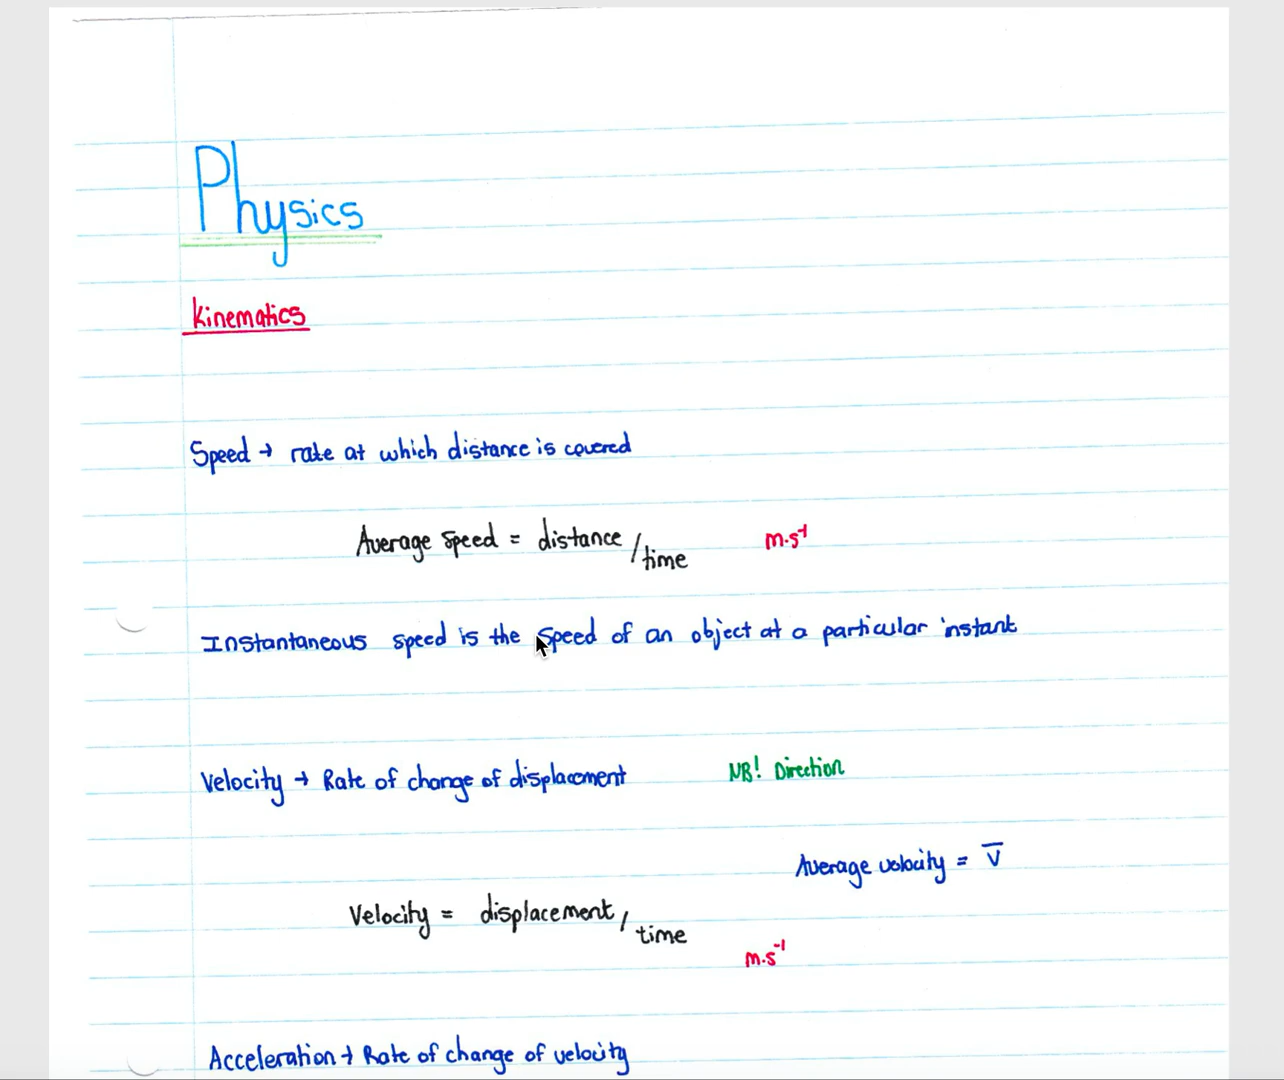 Physics
Kinematics
Speed → rate at which distance is covered
Average speed = distance/time m.s⁻¹
Instantaneous speed is the speed of an object at a particular instant
Velocity → Rate of change of displacement NB! Direction
Average velocity = v̅
Velocity = displacement/time
m.s⁻¹
Acceleration → Rate of change of velocity